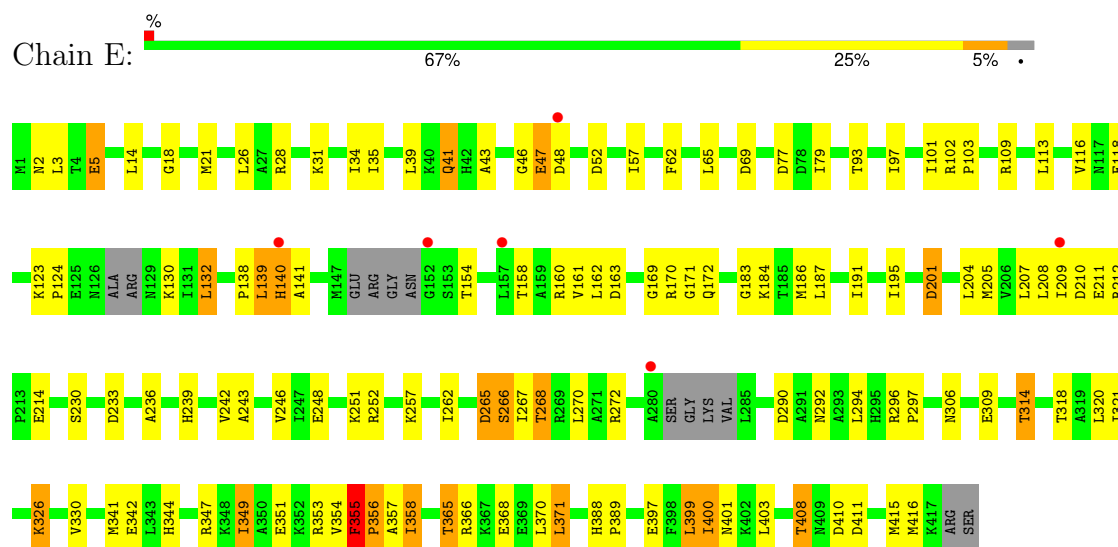 %
Chain E:
67% 25% 5% •
M1 N2 L3 T4 E5 L14 G18 M21 L26 A27 R28 K31 I34 I35 L39 K40 Q41 H42 A43 G46 E47 D48 D52 I57 F62 L65 D69 D77 D78 I79 T93 I97 I101 R102 P103 R109 L113 V116 N117 E118
K123 P124 E125 N126 ALA ARG N129 K130 I131 L132 P138 L139 H140 A141 M147 GLU ARG GLY ASN G152 S153 T154 L157 T158 A159 R160 V161 L162 D163 G169 R170 G171 Q172 G183 K184 T185 M186 L187 I191 I195 D201 L204 M205 V206 L207 L208 I209 D210 E211 R212
P213 E214 S230 D233 A236 H239 V242 A243 V246 I247 E248 K251 R252 K257 I262 D265 S266 I267 T268 R269 L270 A271 R272 A280 SER GLY LYS VAL L285 D290 A291 N292 A293 L294 H295 R296 P297 N306 E309 T314 T318 A319 L320 I321
K326 V330 M341 E342 L343 H344 R347 K348 I349 A350 E351 K352 R353 V354 F355 P356 A357 I358 T365 R366 K367 E368 E369 L370 L371 H388 P389 E397 F398 L399 I400 N401 K402 L403 T408 N409 D410 D411 M415 M416 K417 ARG SER